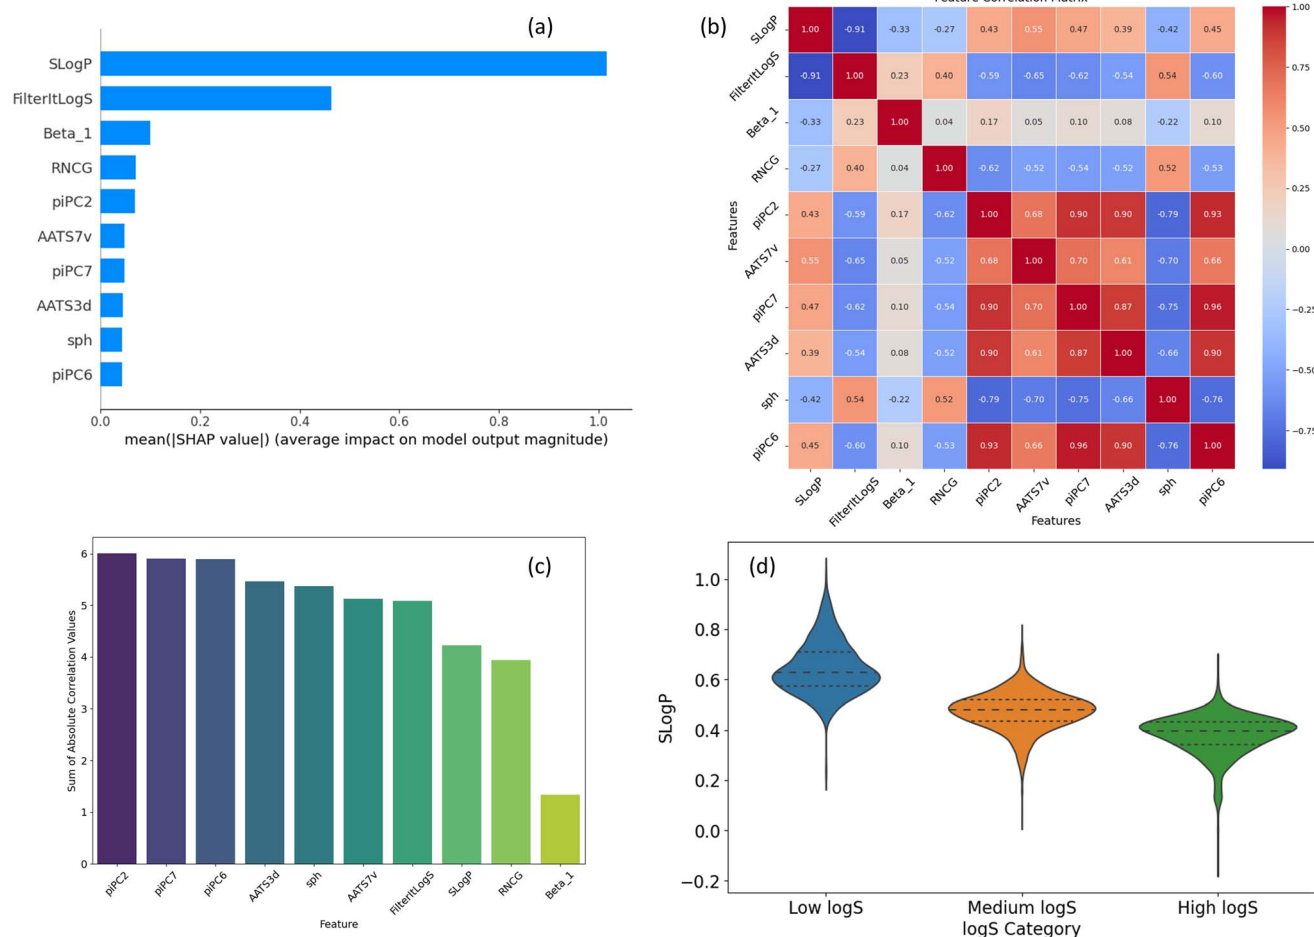 (a)
SLogP
FilterItLogS
Beta_1
RNCG
piPC2
AATS7v
piPC7
AATS3d
sph
piPC6
0.0 0.2 0.4 0.6 0.8 1.0
mean(|SHAP value|) (average impact on model output magnitude)
Feature Correlation Matrix
(b)
Features
SLogP 1.00 -0.91 -0.33 -0.27 0.43 0.55 0.47 0.39 -0.42 0.45
FilterItLogS -0.91 1.00 0.23 0.40 -0.59 -0.65 -0.62 -0.54 0.54 -0.60
Beta_1 -0.33 0.23 1.00 0.04 0.17 0.05 0.10 0.08 -0.22 0.10
RNCG -0.27 0.40 0.04 1.00 -0.62 -0.52 -0.54 -0.52 0.52 -0.53
piPC2 0.43 -0.59 0.17 -0.62 1.00 0.68 0.90 0.90 -0.79 0.93
AATS7v 0.55 -0.65 0.05 -0.52 0.68 1.00 0.70 0.61 -0.70 0.66
piPC7 0.47 -0.62 0.10 -0.54 0.90 0.70 1.00 0.87 -0.75 0.96
AATS3d 0.39 -0.54 0.08 -0.52 0.90 0.61 0.87 1.00 -0.66 0.90
sph -0.42 0.54 -0.22 0.52 -0.79 -0.70 -0.75 -0.66 1.00 -0.76
piPC6 0.45 -0.60 0.10 -0.53 0.93 0.66 0.96 0.90 -0.76 1.00
SLogP FilterItLogS Beta_1 RNCG piPC2 AATS7v piPC7 AATS3d sph piPC6
Features
1.00
0.75
0.50
0.25
0.00
−0.25
−0.50
−0.75
(c)
Sum of Absolute Correlation Values
6
5
4
3
2
1
0
piPC2 piPC7 piPC6 AATS3d sph AATS7v FilterItLogS SLogP RNCG Beta_1
Feature
(d)
SLogP
1.0
0.8
0.6
0.4
0.2
0.0
−0.2
Low logS Medium logS High logS
logS Category